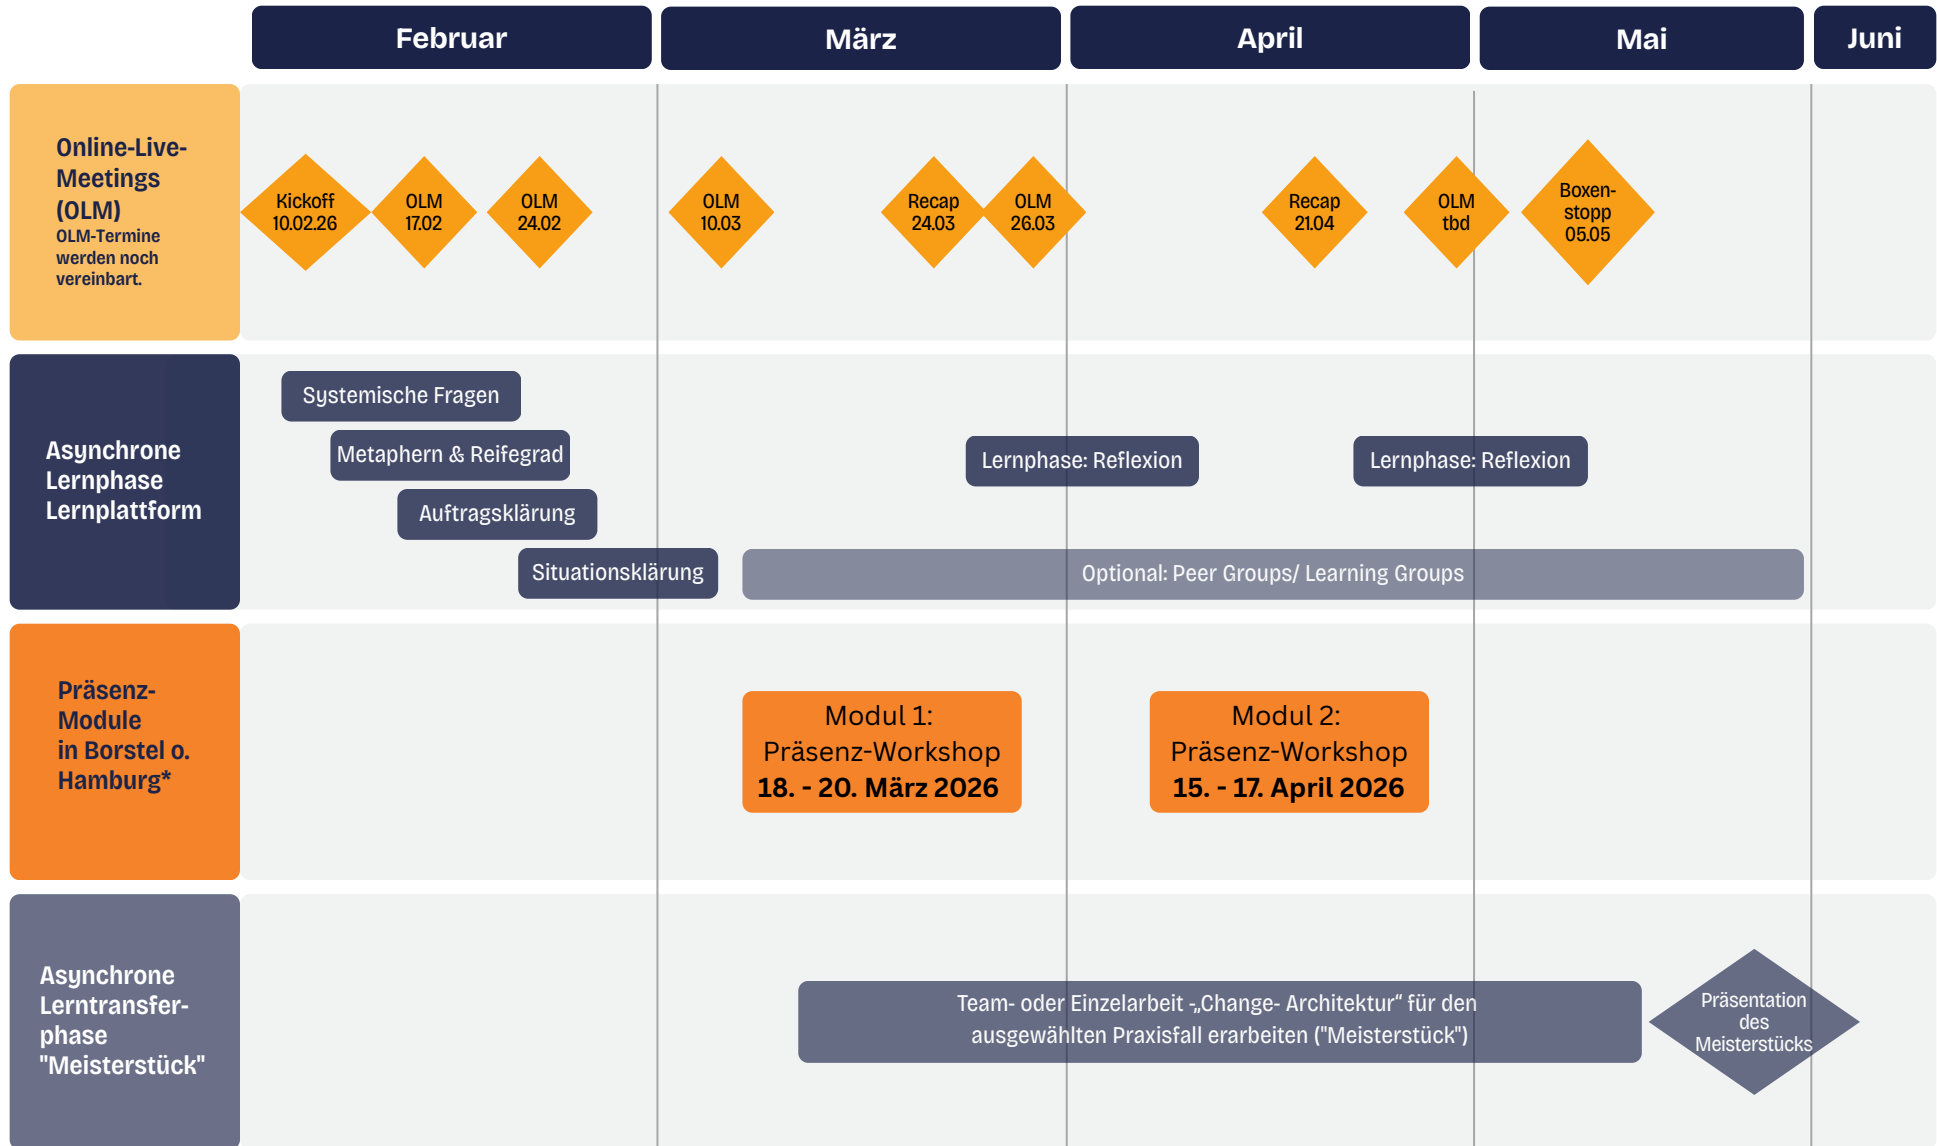 Februar
März
April
Mai
Juni
Online-Live-
Meetings
(OLM)
OLM-Termine
werden noch
vereinbart.
Kickoff
10.02.26
OLM
17.02
OLM
24.02
OLM
10.03
Recap
24.03
OLM
26.03
Recap
21.04
OLM
tbd
Boxen-
stopp
05.05
Asynchrone
Lernphase
Lernplattform
Systemische Fragen
Metaphern & Reifegrad
Auftragsklärung
Situationsklärung
Lernphase: Reflexion
Lernphase: Reflexion
Optional: Peer Groups/ Learning Groups
Präsenz-
Module
in Borstel o.
Hamburg*
Modul 1:
Präsenz-Workshop
18. - 20. März 2026
Modul 2:
Präsenz-Workshop
15. - 17. April 2026
Asynchrone
Lerntransfer-
phase
"Meisterstück"
Team- oder Einzelarbeit -„Change- Architektur“ für den
ausgewählten Praxisfall erarbeiten ("Meisterstück")
Präsentation
des
Meisterstücks